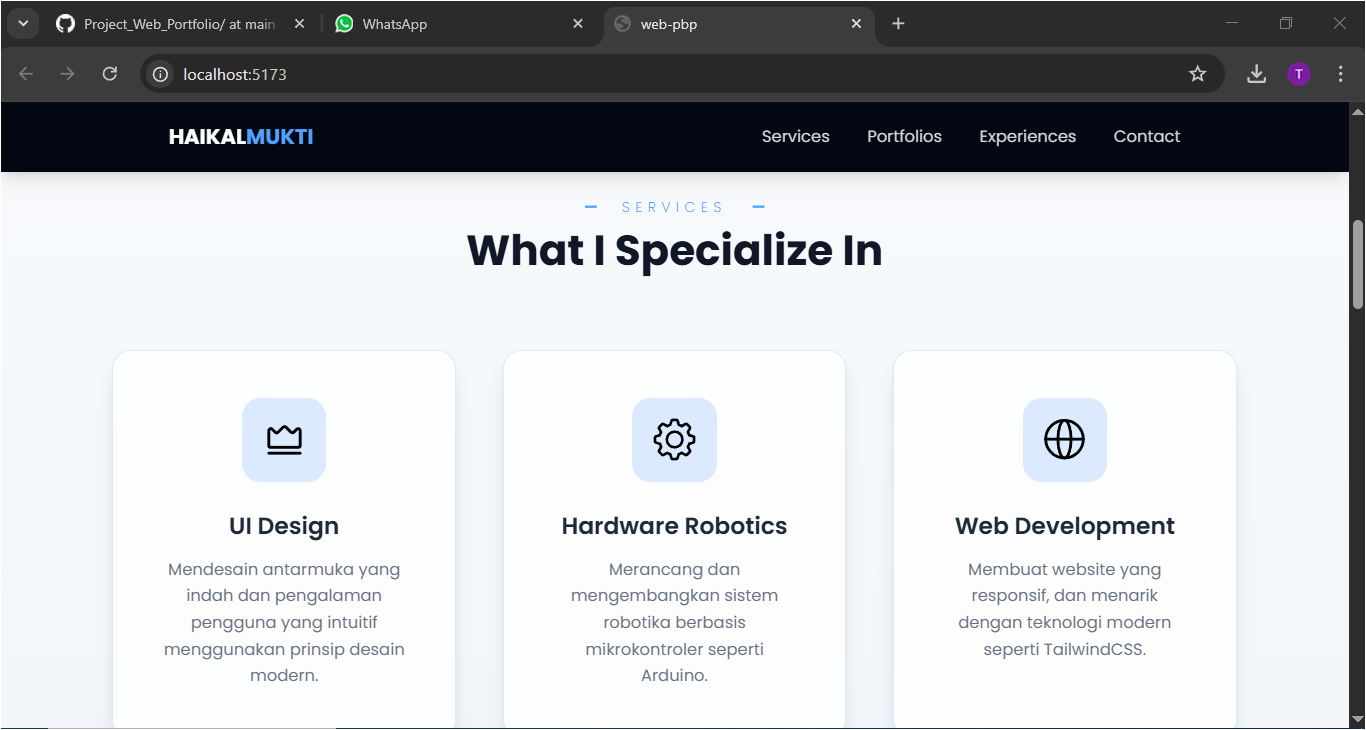 Project_Web_Portfolio/ at main
WhatsApp
web-pbp
localhost:5173
T
HAIKALMUKTI
Services
Portfolios
Experiences
Contact
SERVICES
What I Specialize In
UI Design
Mendesain antarmuka yang
indah dan pengalaman
pengguna yang intuitif
menggunakan prinsip desain
modern.
Hardware Robotics
Merancang dan
mengembangkan sistem
robotika berbasis
mikrokontroler seperti
Arduino.
Web Development
Membuat website yang
responsif, dan menarik
dengan teknologi modern
seperti TailwindCSS.